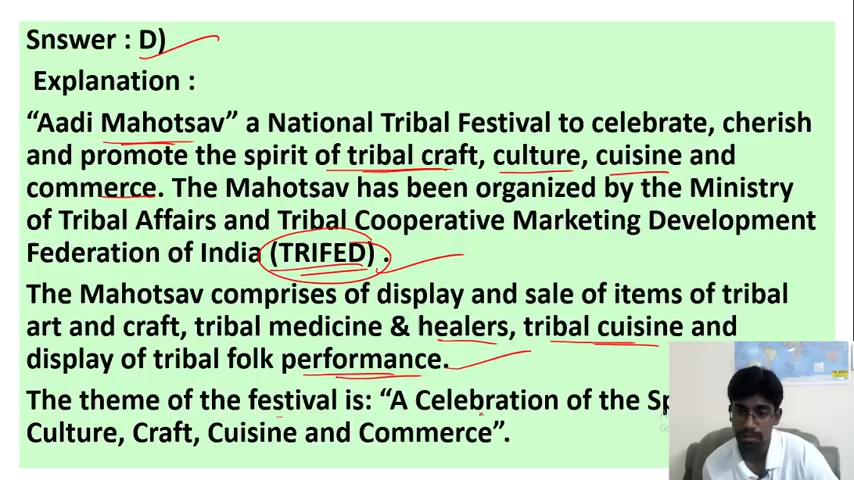 Snswer : D)
Explanation :
“Aadi Mahotsav” a National Tribal Festival to celebrate, cherish
and promote the spirit of tribal craft, culture, cuisine and
commerce. The Mahotsav has been organized by the Ministry
of Tribal Affairs and Tribal Cooperative Marketing Development
Federation of India (TRIFED) .
The Mahotsav comprises of display and sale of items of tribal
art and craft, tribal medicine & healers, tribal cuisine and
display of tribal folk performance.
The theme of the festival is: “A Celebration of the
Culture, Craft, Cuisine and Commerce”.